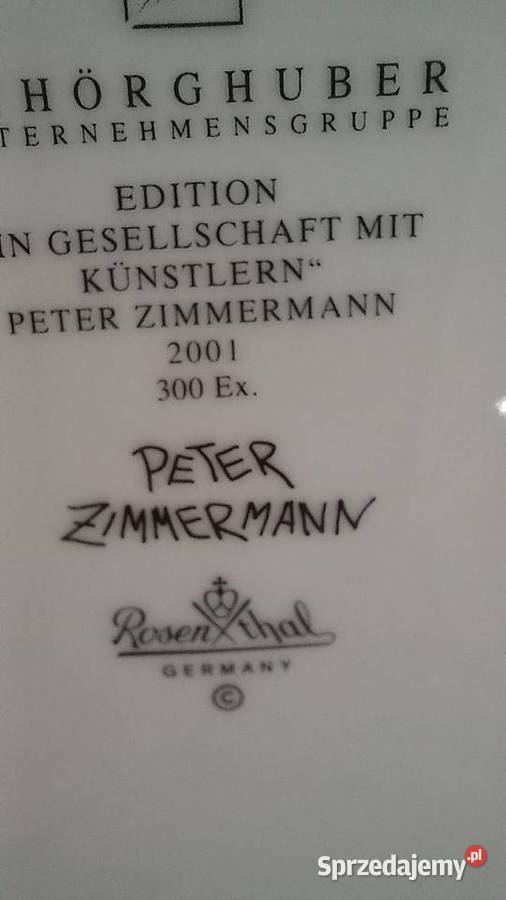 HÖRGHUBER
TERNEHMENSGRUPPE
EDITION
IN GESELLSCHAFT MIT
KÜNSTLERN“
PETER ZIMMERMANN
2001
300 Ex.
PETER
ZIMMERMANN
Rosenthal
GERMANY
©
Sprzedajemy.pl